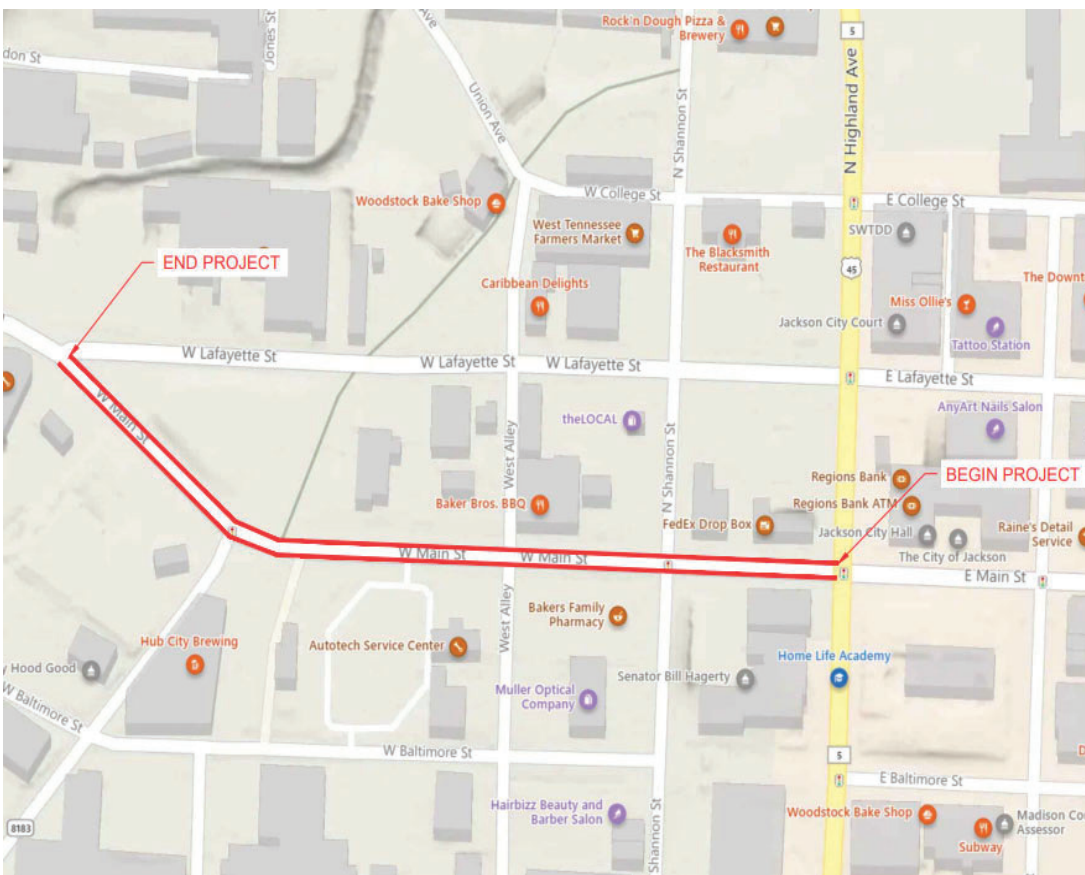 Rock'n Dough Pizza &
Brewery
5
don St
Jones St
Ave
Union Ave
N Shannon St
N Highland Ave
Woodstock Bake Shop
W College St
E College St
West Tennessee
Farmers Market
The Blacksmith
Restaurant
SWTDD
45
END PROJECT
Caribbean Delights
The Downt
Miss Ollie's
Jackson City Court
Tattoo Station
W Lafayette St
W Lafayette St
W Lafayette St
E Lafayette St
W Main St
theLOCAL
AnyArt Nails Salon
West Alley
N Shannon St
Regions Bank
BEGIN PROJECT
Baker Bros. BBQ
Regions Bank ATM
FedEx Drop Box
Jackson City Hall
Raine's Detail
Service
The City of Jackson
W Main St
W Main St
E Main St
West Alley
Bakers Family
Pharmacy
Hub City Brewing
Autotech Service Center
Home Life Academy
y Hood Good
Senator Bill Hagerty
Muller Optical
Company
W Baltimore St
W Baltimore St
5
E Baltimore St
Hairbizz Beauty and
Barber Salon
Shannon St
Woodstock Bake Shop
Madison Co
Assessor
8183
Subway